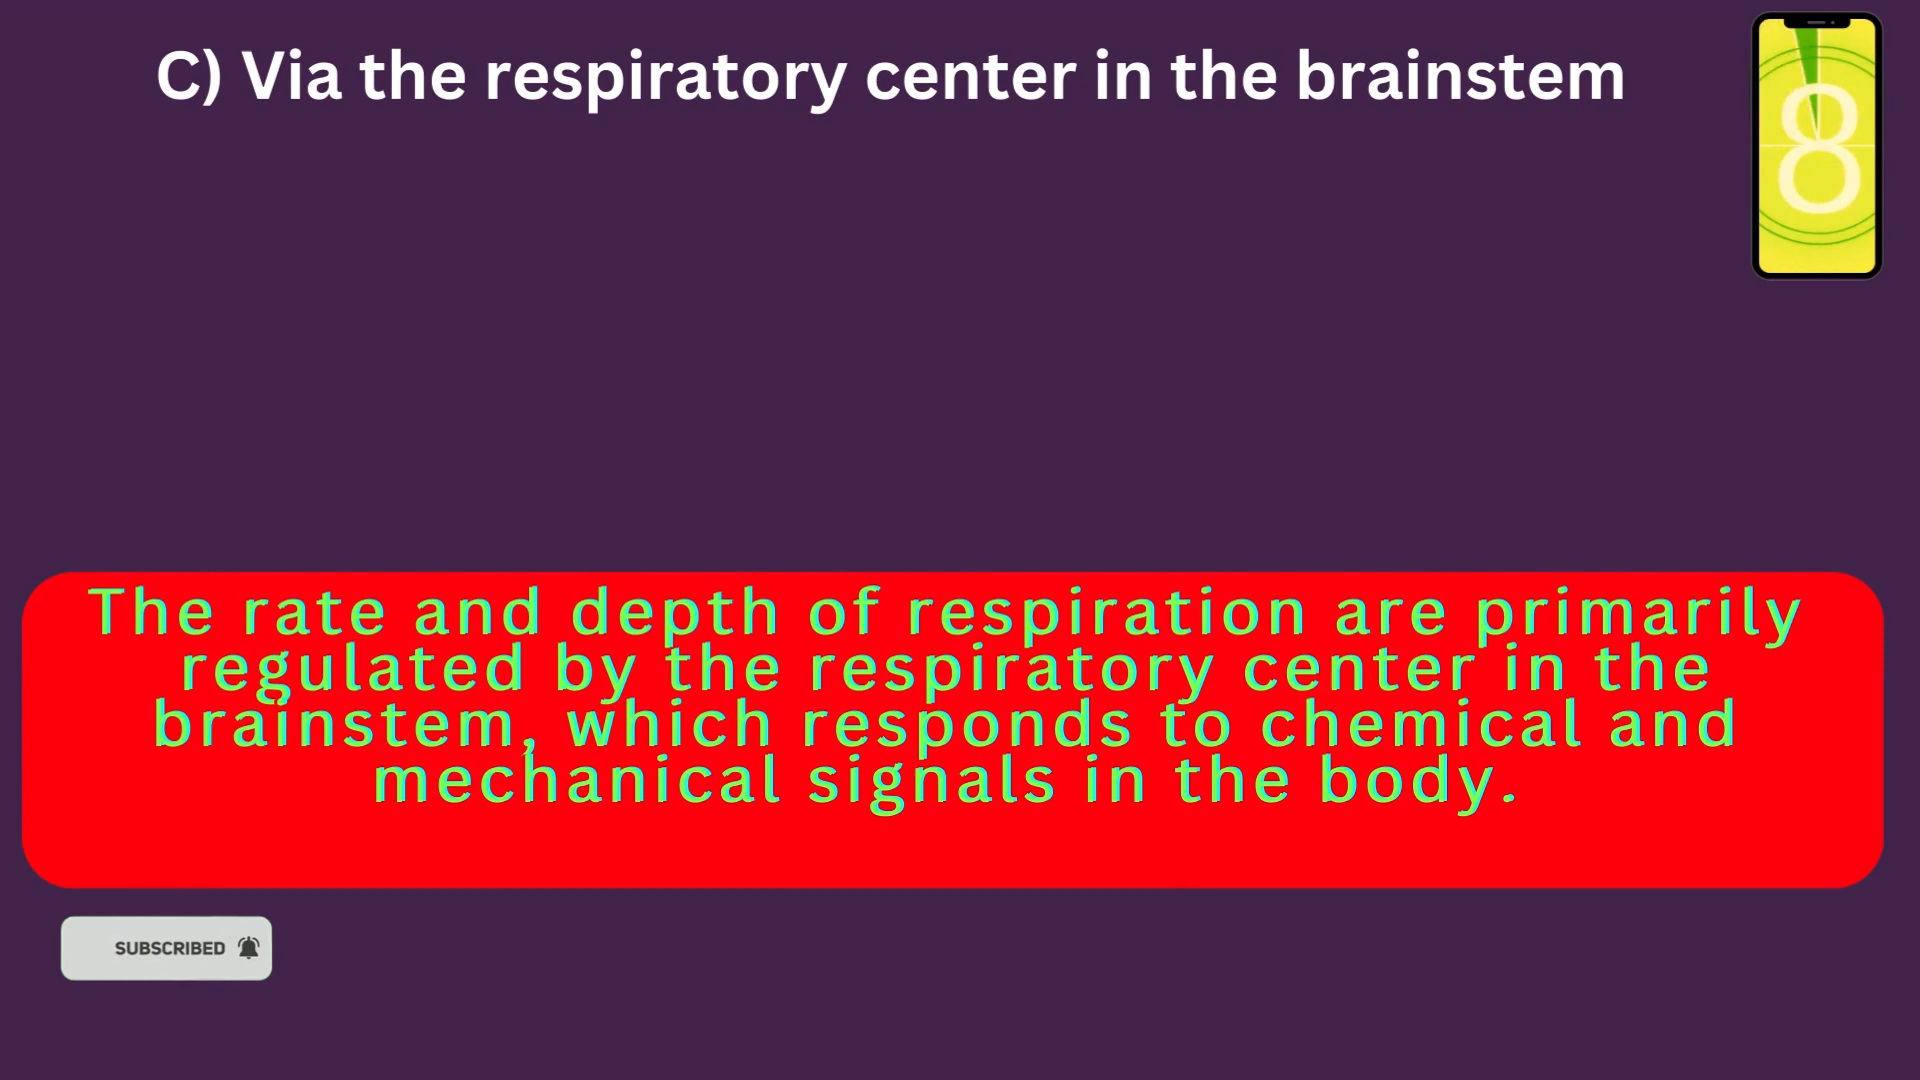 C) Via the respiratory center in the brainstem
8
The rate and depth of respiration are primarily
regulated by the respiratory center in the
brainstem, which responds to chemical and
mechanical signals in the body.
SUBSCRIBED